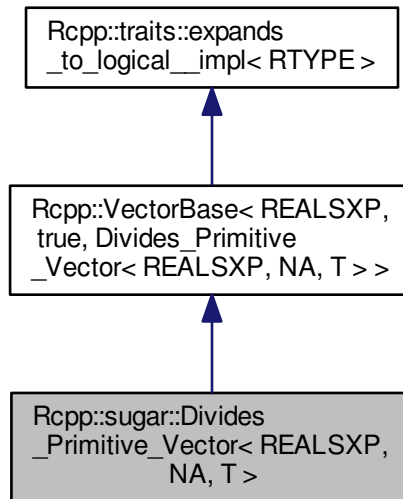 Rcpp::traits::expands
_to_logical__impl< RTYPE >
Rcpp::VectorBase< REALSXP,
true, Divides_Primitive
_Vector< REALSXP, NA, T > >
Rcpp::sugar::Divides
_Primitive_Vector< REALSXP,
NA, T >